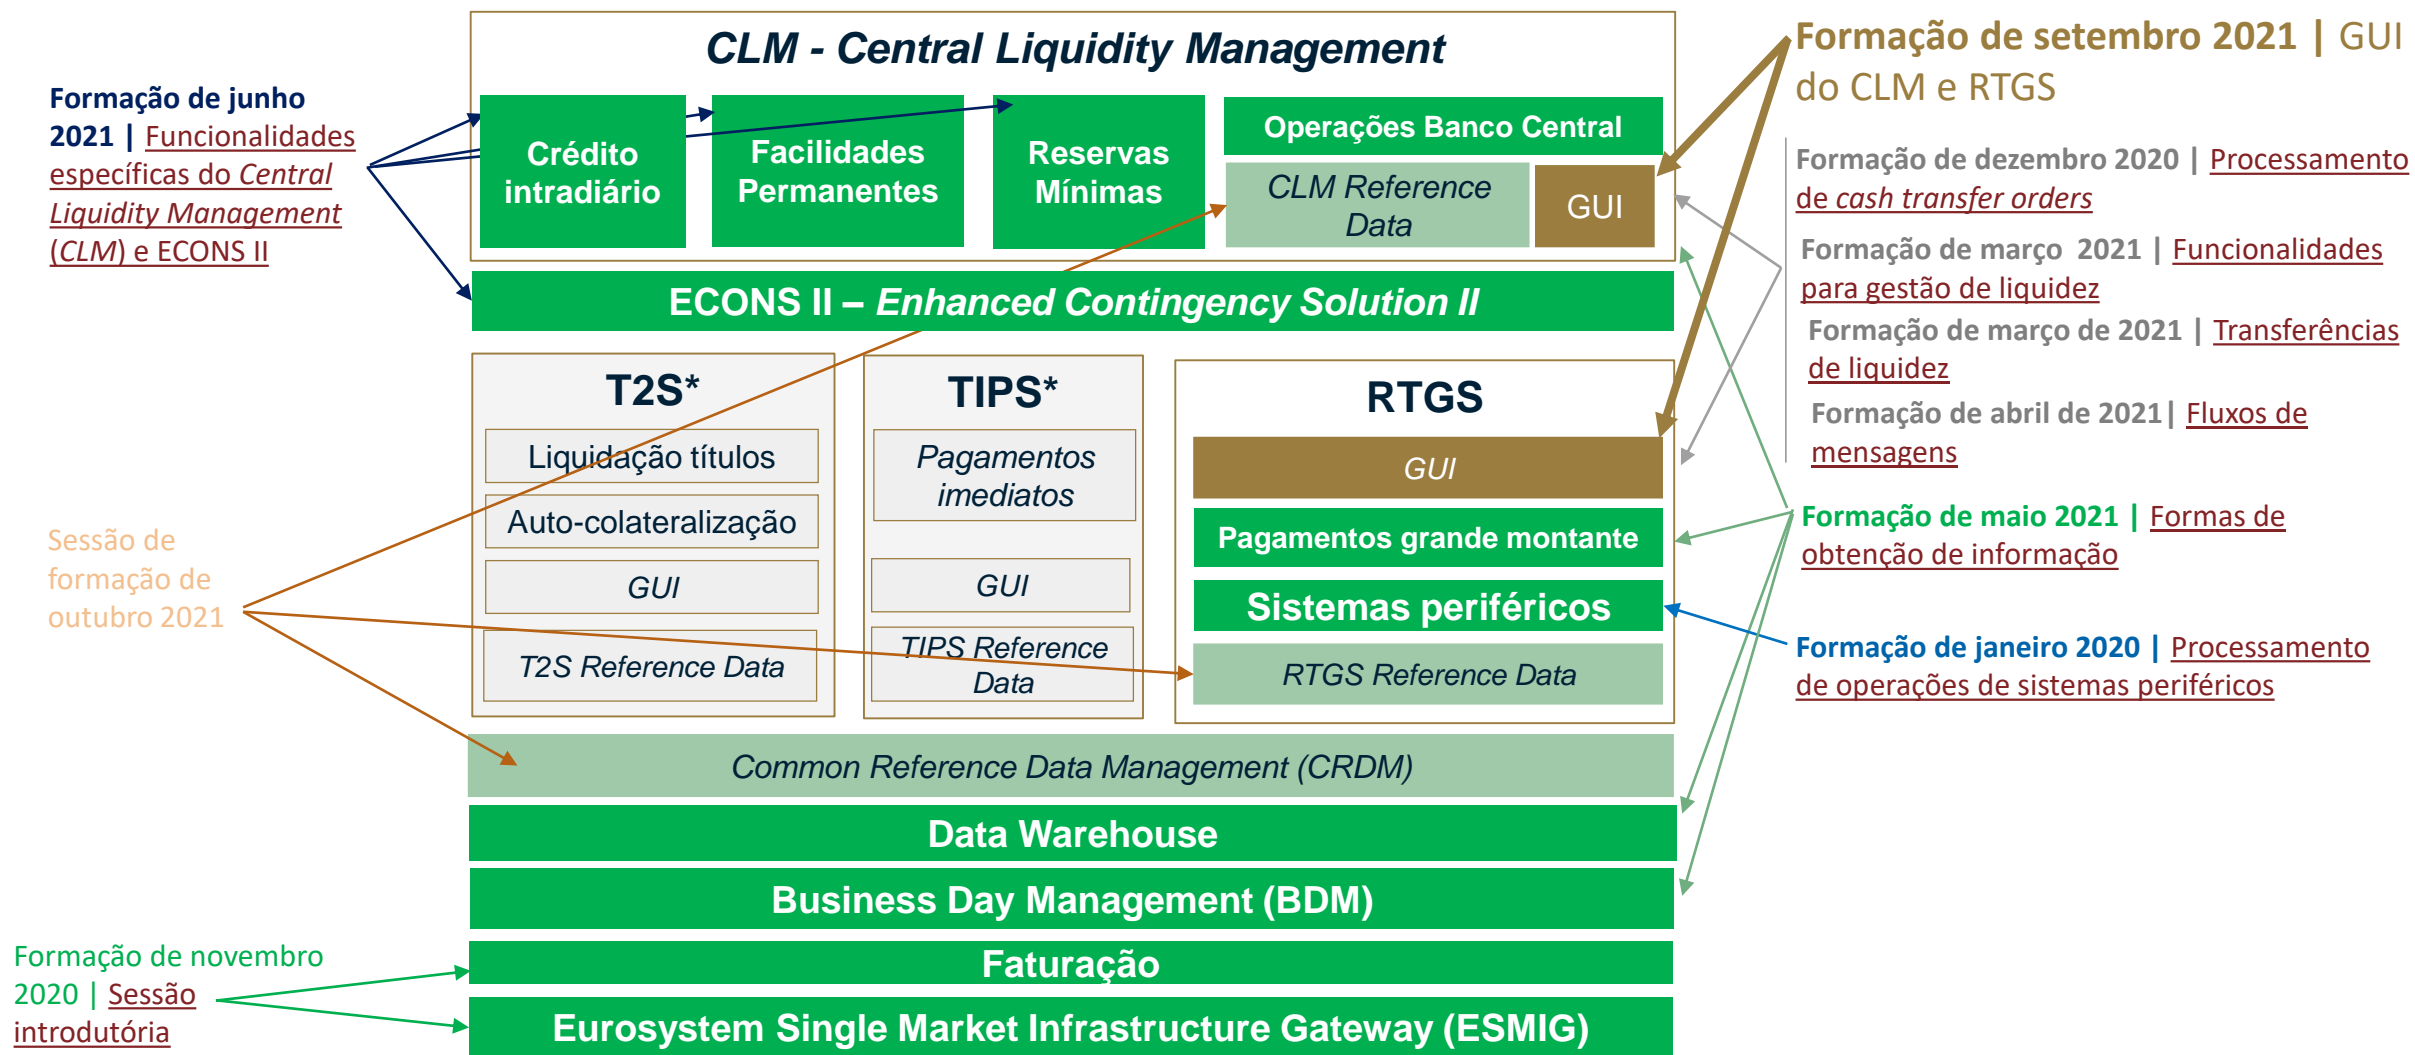 CLM - Central Liquidity Management
Formação de setembro 2021 | GUI
do CLM e RTGS
Formação de junho
2021 | Funcionalidades
específicas do Central
Liquidity Management
(CLM) e ECONS II
Crédito
intradiário
Facilidades
Permanentes
Reservas
Mínimas
Operações Banco Central
CLM Reference
Data
GUI
Formação de dezembro 2020 | Processamento
de cash transfer orders
Formação de março  2021 | Funcionalidades
para gestão de liquidez
Formação de março de 2021 | Transferências
de liquidez
Formação de abril de 2021| Fluxos de
mensagens
ECONS II – Enhanced Contingency Solution II
T2S*
Liquidação títulos
Auto-colateralização
GUI
T2S Reference Data
TIPS*
Pagamentos
imediatos
GUI
TIPS Reference
Data
RTGS
GUI
Pagamentos grande montante
Sistemas periféricos
RTGS Reference Data
Formação de maio 2021 | Formas de
obtenção de informação
Formação de janeiro 2020 | Processamento
de operações de sistemas periféricos
Sessão de
formação de
outubro 2021
Common Reference Data Management (CRDM)
Data Warehouse
Business Day Management (BDM)
Formação de novembro
2020 | Sessão
introdutória
Faturação
Eurosystem Single Market Infrastructure Gateway (ESMIG)